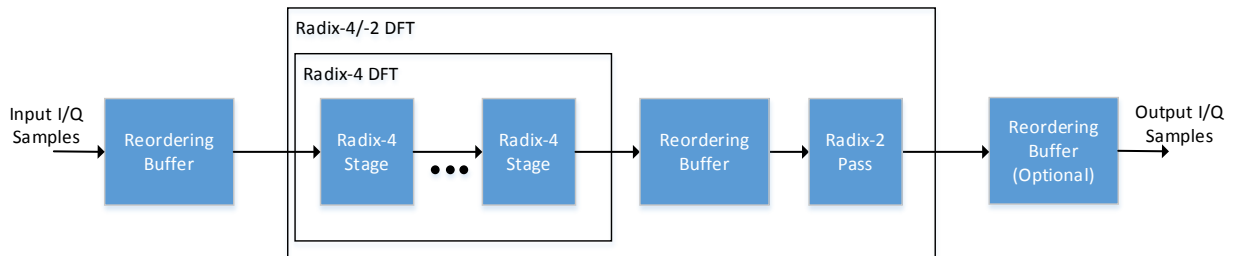 Radix-4/-2 DFT
Radix-4 DFT
Input I/Q
Samples
Reordering
Buffer
Radix-4
Stage
Radix-4
Stage
Reordering
Buffer
Radix-2
Pass
Reordering
Buffer
(Optional)
Output I/Q
Samples